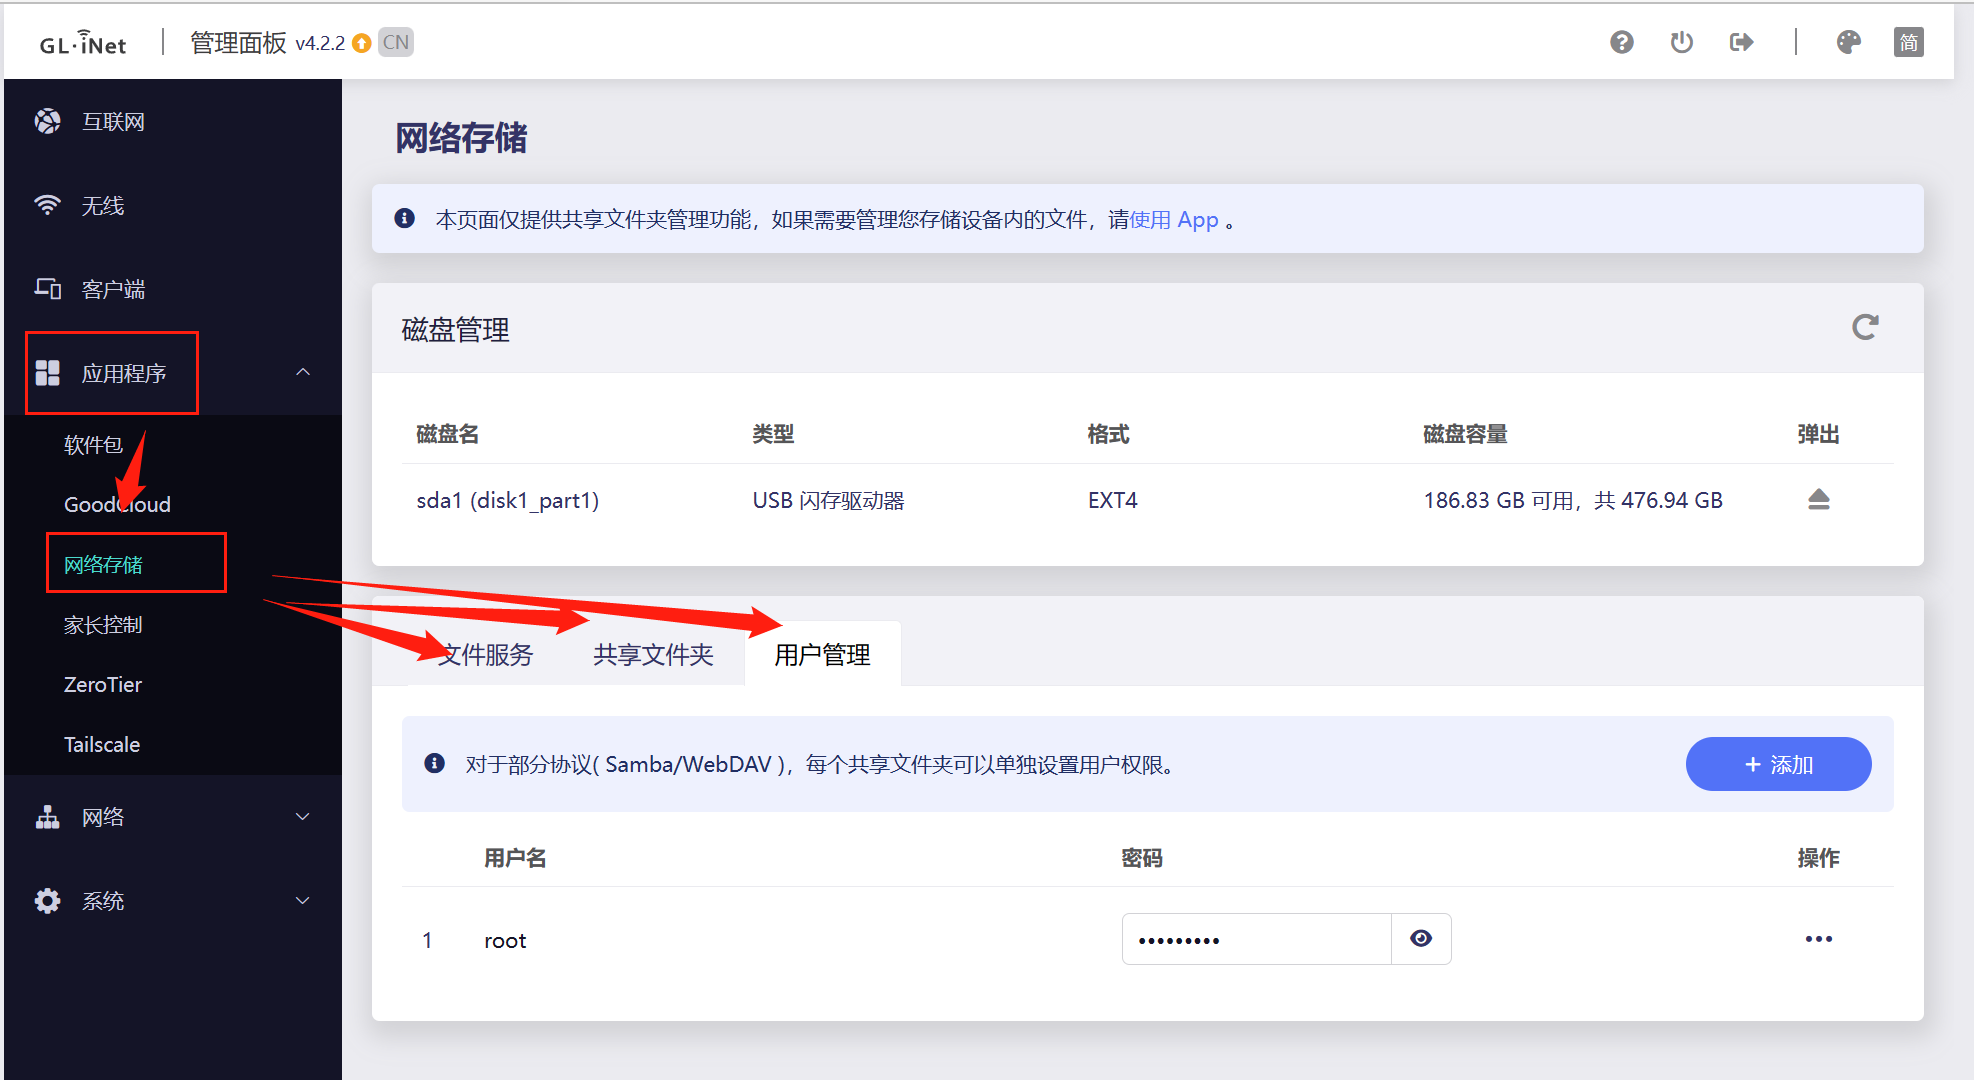 GL·iNet
管理面板 v4.2.2 CN
简
互联网
无线
客户端
应用程序
软件包
GoodCloud
网络存储
家长控制
ZeroTier
Tailscale
网络
系统
网络存储
本页面仅提供共享文件夹管理功能，如果需要管理您存储设备内的文件，请使用 App 。
磁盘管理
磁盘名 类型 格式 磁盘容量 弹出
sda1 (disk1_part1) USB 闪存驱动器 EXT4 186.83 GB 可用，共 476.94 GB
文件服务 共享文件夹 用户管理
对于部分协议( Samba/WebDAV )，每个共享文件夹可以单独设置用户权限。
+ 添加
用户名 密码 操作
1 root •••••••••